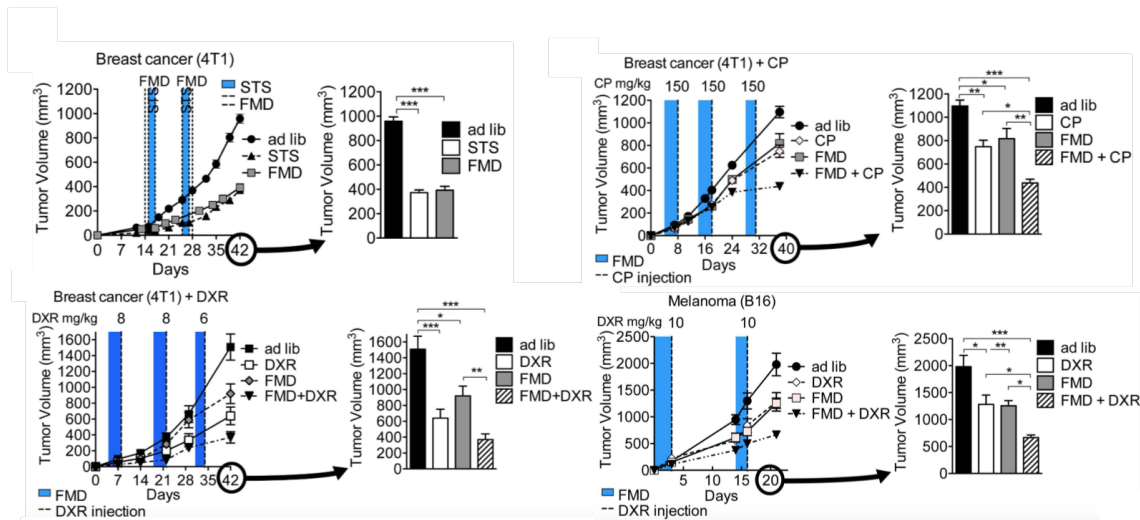 Breast cancer (4T1)
FMD FMD
STS STS
STS
FMD
Tumor Volume (mm³)
1200
1000
800
600
400
200
0
0 7 14 21 28 35 42
Days
ad lib
STS
FMD
Tumor Volume (mm³)
1200
1000
800
600
400
200
0
***
***
ad lib
STS
FMD
Breast cancer (4T1) + CP
CP mg/kg 150 150 150
Tumor Volume (mm³)
1200
1000
800
600
400
200
0
0 8 16 24 32 40
Days
ad lib
CP
FMD
FMD + CP
FMD
CP injection
Tumor Volume (mm³)
1200
1000
800
600
400
200
0
***
*
**
*
**
ad lib
CP
FMD
FMD + CP
Breast cancer (4T1) + DXR
DXR mg/kg 8 8 6
Tumor Volume (mm³)
1600
1400
1200
1000
800
600
400
200
0
0 7 14 21 28 35 42
Days
ad lib
DXR
FMD
FMD+DXR
FMD
DXR injection
Tumor Volume (mm³)
1600
1400
1200
1000
800
600
400
200
0
***
*
***
**
ad lib
DXR
FMD
FMD+DXR
Melanoma (B16)
DXR mg/kg 10 10
Tumor Volume (mm³)
2500
2000
1500
1000
500
0
5 10 15 20
Days
ad lib
DXR
FMD
FMD + DXR
FMD
DXR injection
Tumor Volume (mm³)
2500
2000
1500
1000
500
0
***
* **
*
*
ad lib
DXR
FMD
FMD + DXR